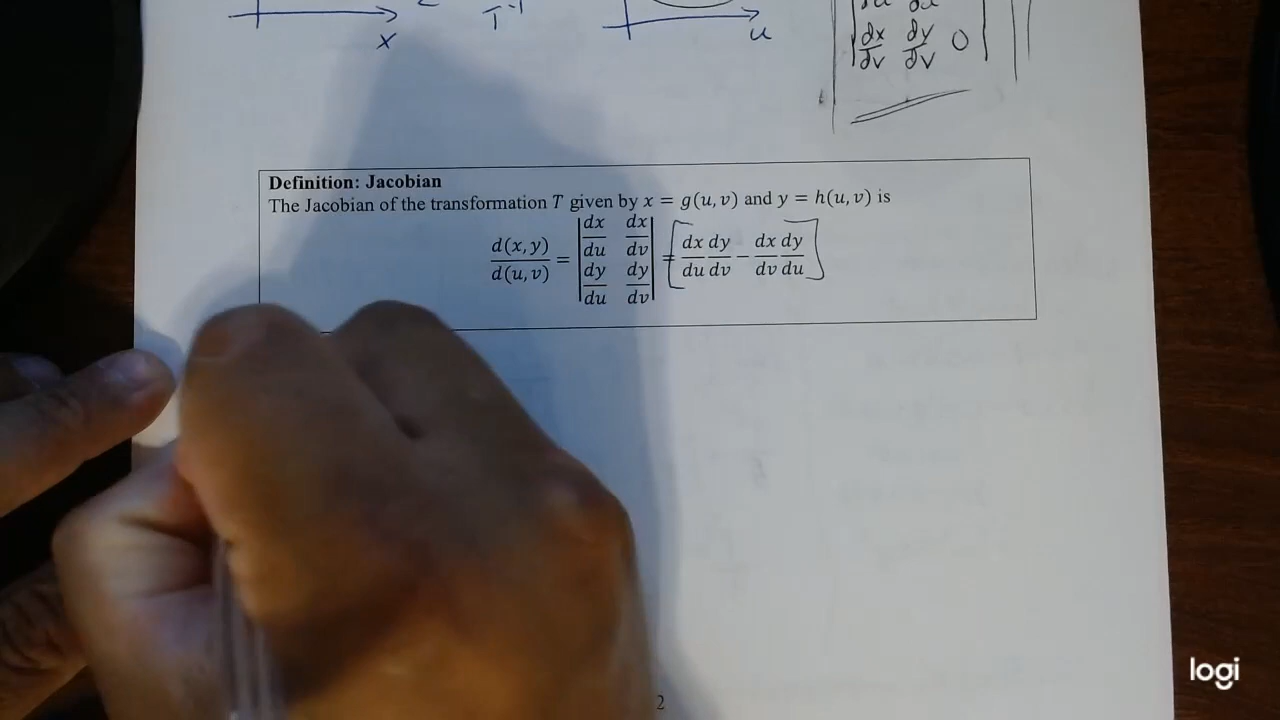 x
T⁻¹
u
dx/dv dy/dv 0
Definition: Jacobian
The Jacobian of the transformation T given by x = g(u, v) and y = h(u, v) is
d(x, y)/d(u, v) = | dx/du dx/dv | = [ dx/du dy/dv − dx/dv dy/du ]
| dy/du dy/dv |
2
logi